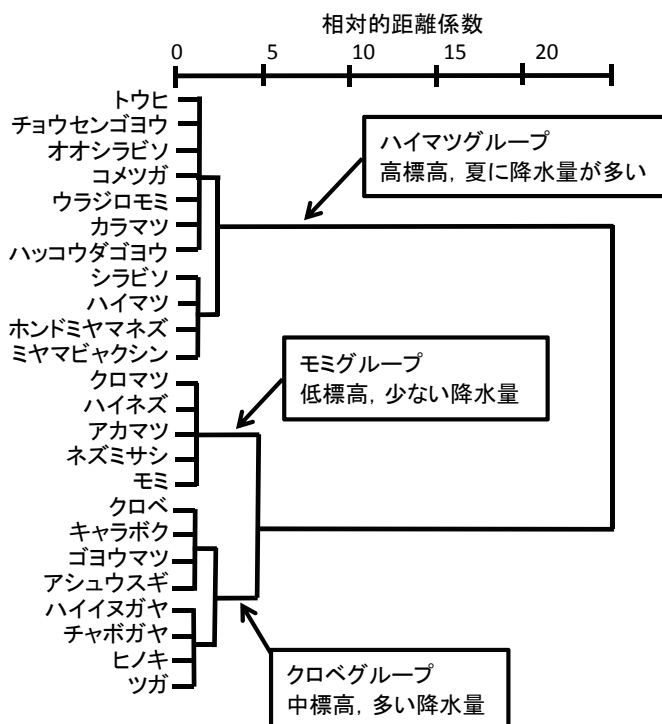 相対的距離係数
0 5 10 15 20
トウヒ
チョウセンゴヨウ
オオシラビソ
コメツガ
ウラジロモミ
カラマツ
ハッコウダゴヨウ
シラビソ
ハイマツ
ホンドミヤマネズ
ミヤマビャクシン
クロマツ
ハイネズ
アカマツ
ネズミサシ
モミ
クロベ
キャラボク
ゴヨウマツ
アシュウスギ
ハイイヌガヤ
チャボガヤ
ヒノキ
ツガ
ハイマツグループ
高標高，夏に降水量が多い
モミグループ
低標高，少ない降水量
クロベグループ
中標高，多い降水量